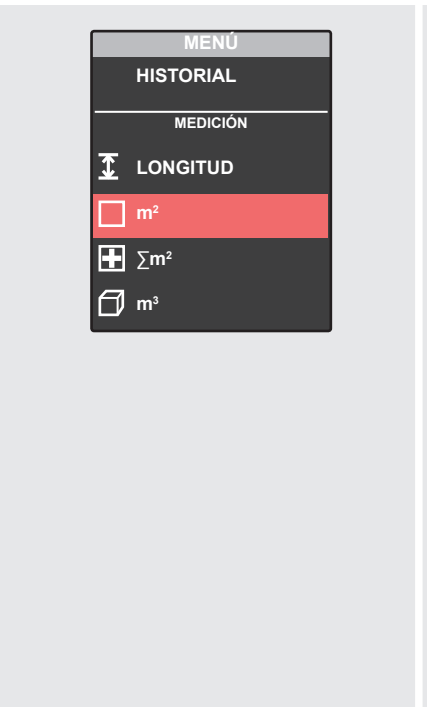 MENÚ
HISTORIAL
MEDICIÓN
LONGITUD
m²
∑m²
m³